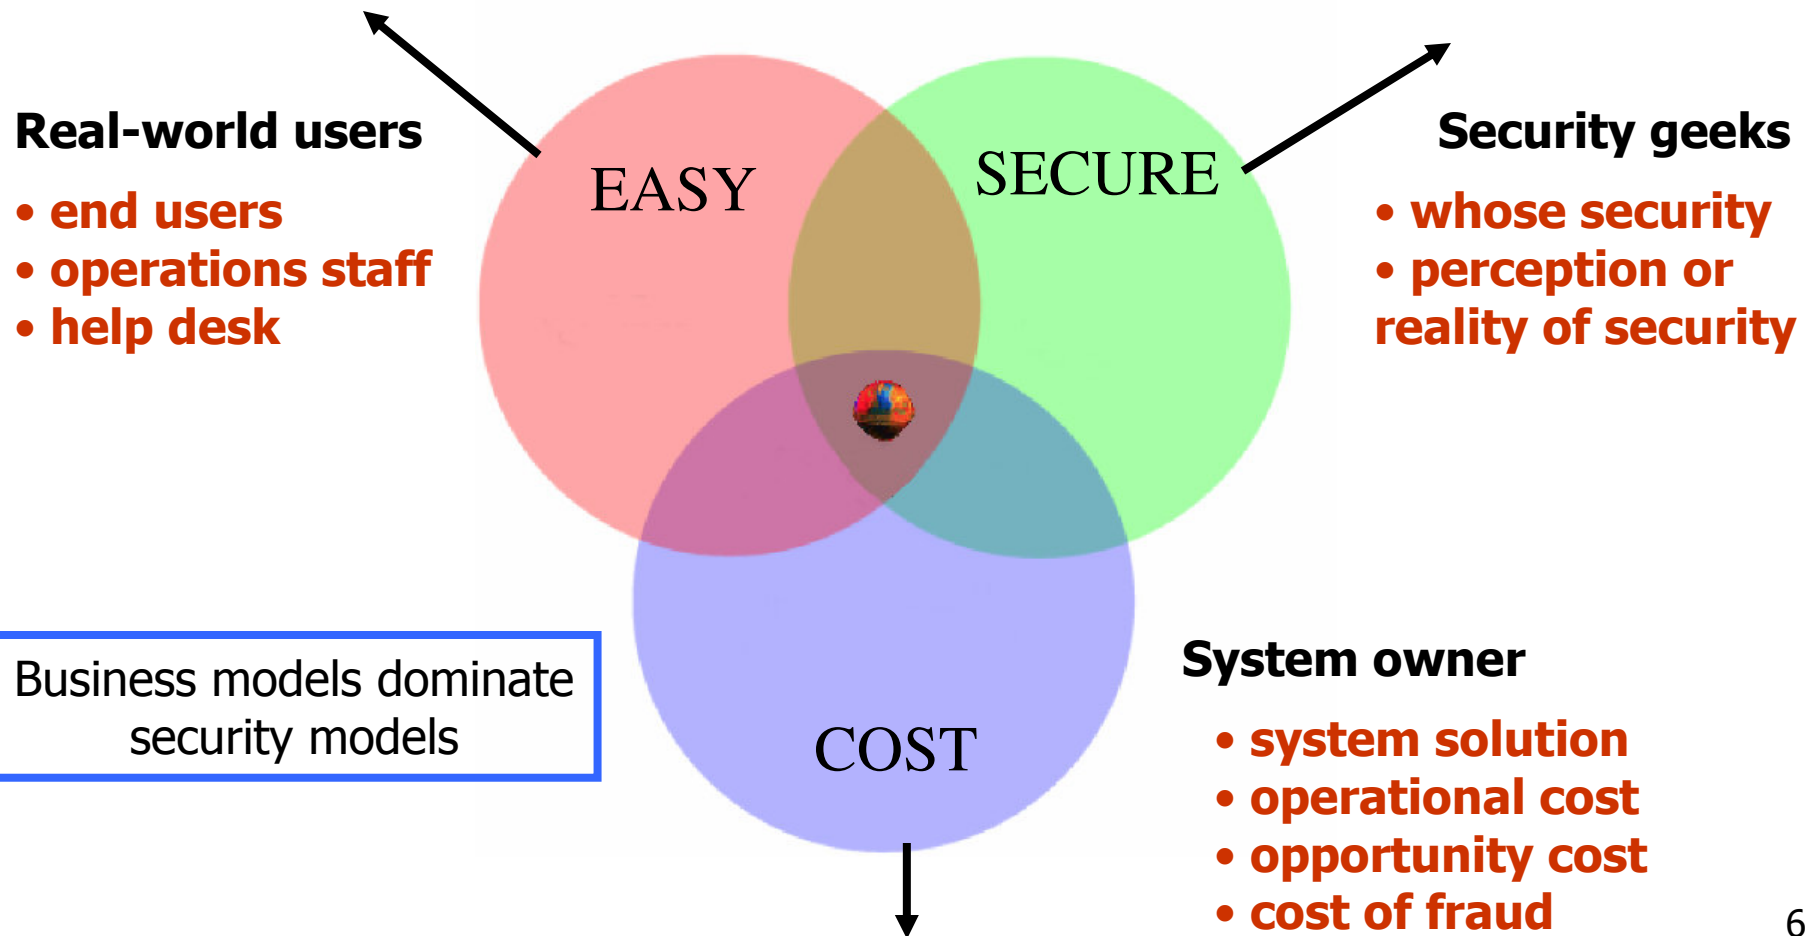 Real-world users
• end users
• operations staff
• help desk
EASY
SECURE
Security geeks
• whose security
• perception or
reality of security
Business models dominate
security models
COST
System owner
• system solution
• operational cost
• opportunity cost
• cost of fraud
6